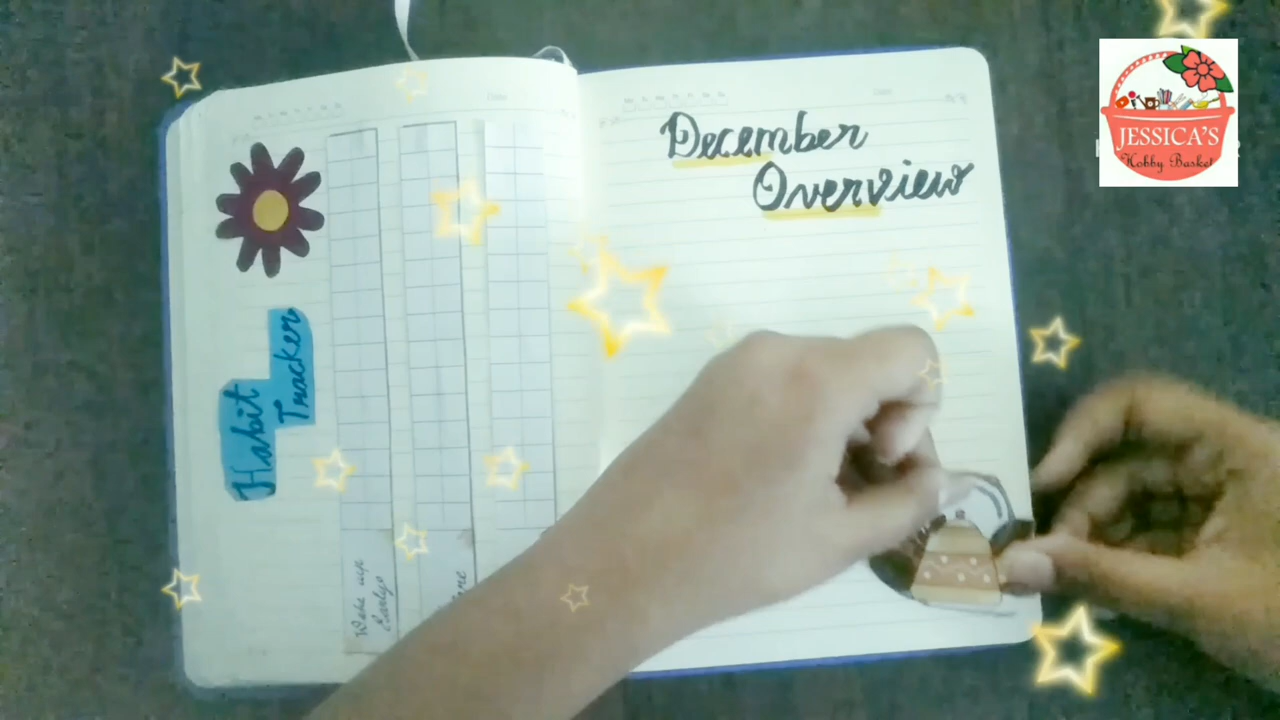 Habit
Tracker
Wake up
Early
December
Overview
JESSICA'S
Hobby Basket